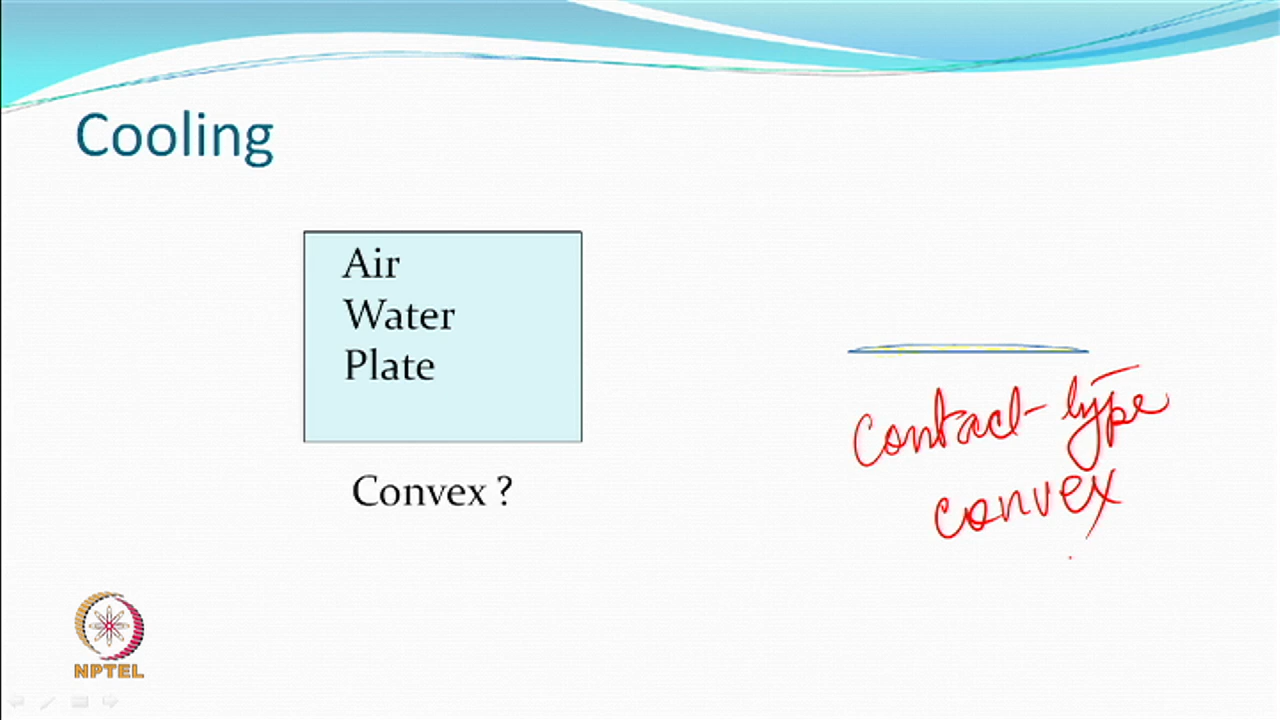 Cooling
Air
Water
Plate
Convex ?
Contact-type
convex
NPTEL